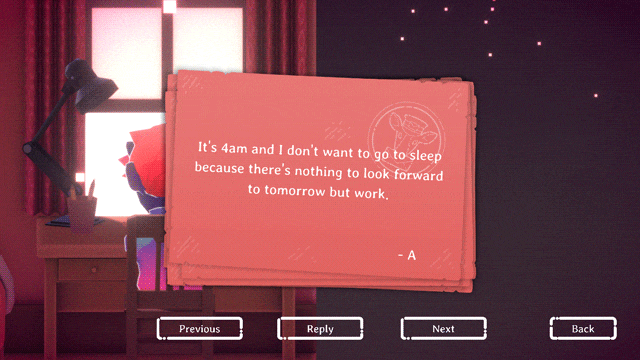 It's 4am and I don't want to go to sleep
because there's nothing to look forward
to tomorrow but work.
- A
Previous
Reply
Next
Back